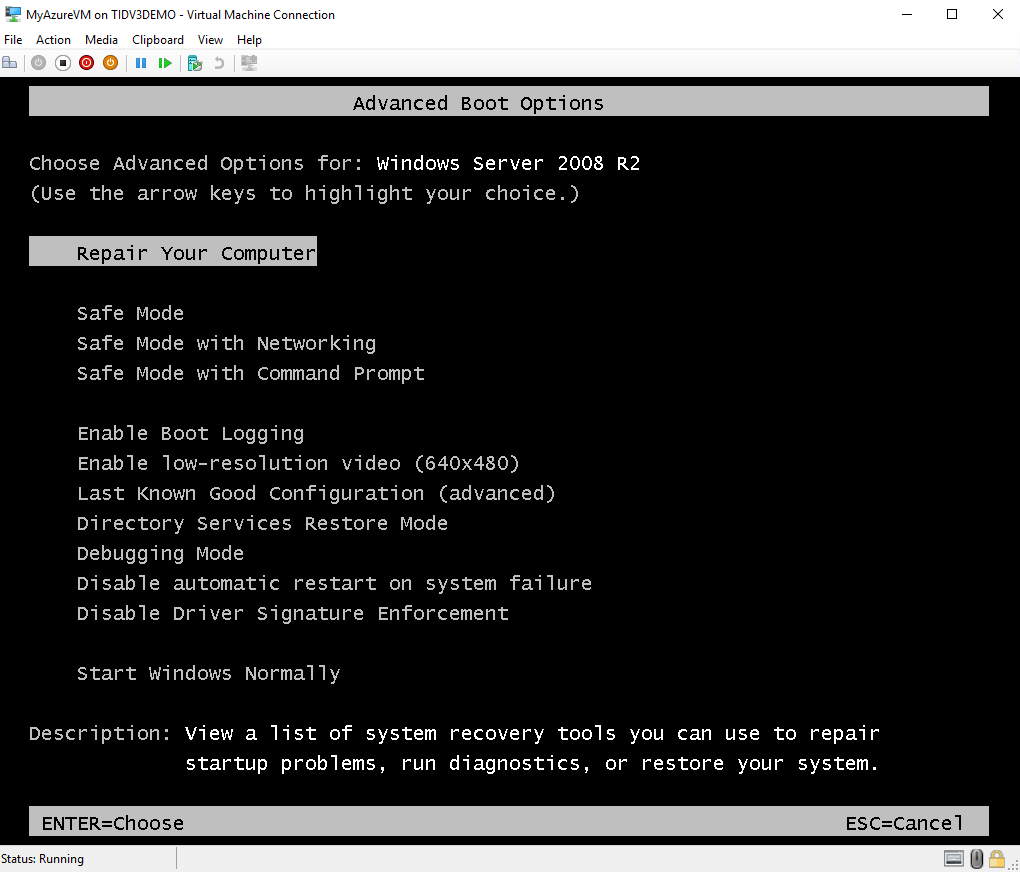 MyAzureVM on TIDV3DEMO - Virtual Machine Connection
File Action Media Clipboard View Help
Advanced Boot Options
Choose Advanced Options for: Windows Server 2008 R2
(Use the arrow keys to highlight your choice.)
Repair Your Computer
Safe Mode
Safe Mode with Networking
Safe Mode with Command Prompt
Enable Boot Logging
Enable low-resolution video (640x480)
Last Known Good Configuration (advanced)
Directory Services Restore Mode
Debugging Mode
Disable automatic restart on system failure
Disable Driver Signature Enforcement
Start Windows Normally
Description: View a list of system recovery tools you can use to repair
startup problems, run diagnostics, or restore your system.
ENTER=Choose ESC=Cancel
Status: Running